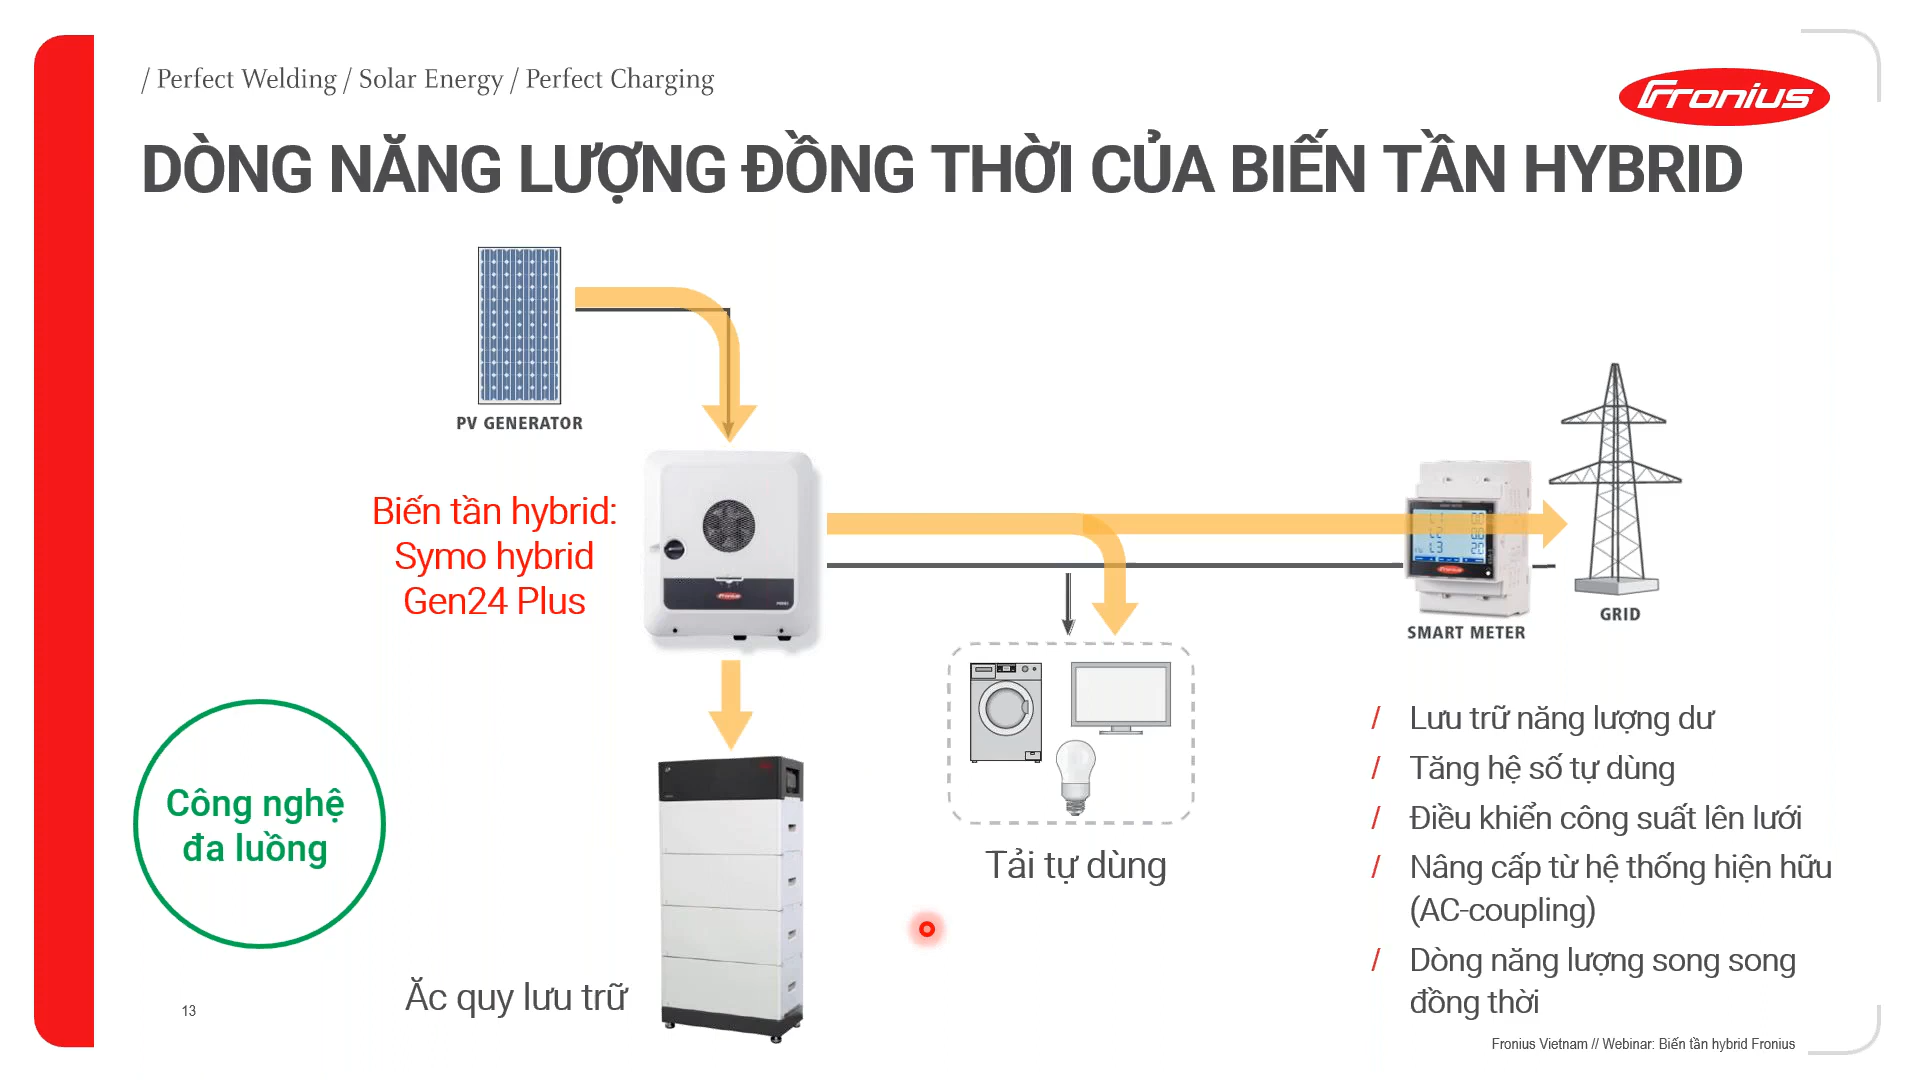 / Perfect Welding / Solar Energy / Perfect Charging
Fronius
DÒNG NĂNG LƯỢNG ĐỒNG THỜI CỦA BIẾN TẦN HYBRID
PV GENERATOR
Biến tần hybrid:
Symo hybrid
Gen24 Plus
Fronius
SMART METER
GRID
Công nghệ
đa luồng
Tải tự dùng
Ắc quy lưu trữ
/ Lưu trữ năng lượng dư
/ Tăng hệ số tự dùng
/ Điều khiển công suất lên lưới
/ Nâng cấp từ hệ thống hiện hữu
(AC-coupling)
/ Dòng năng lượng song song
đồng thời
13
Fronius Vietnam // Webinar: Biến tần hybrid Fronius